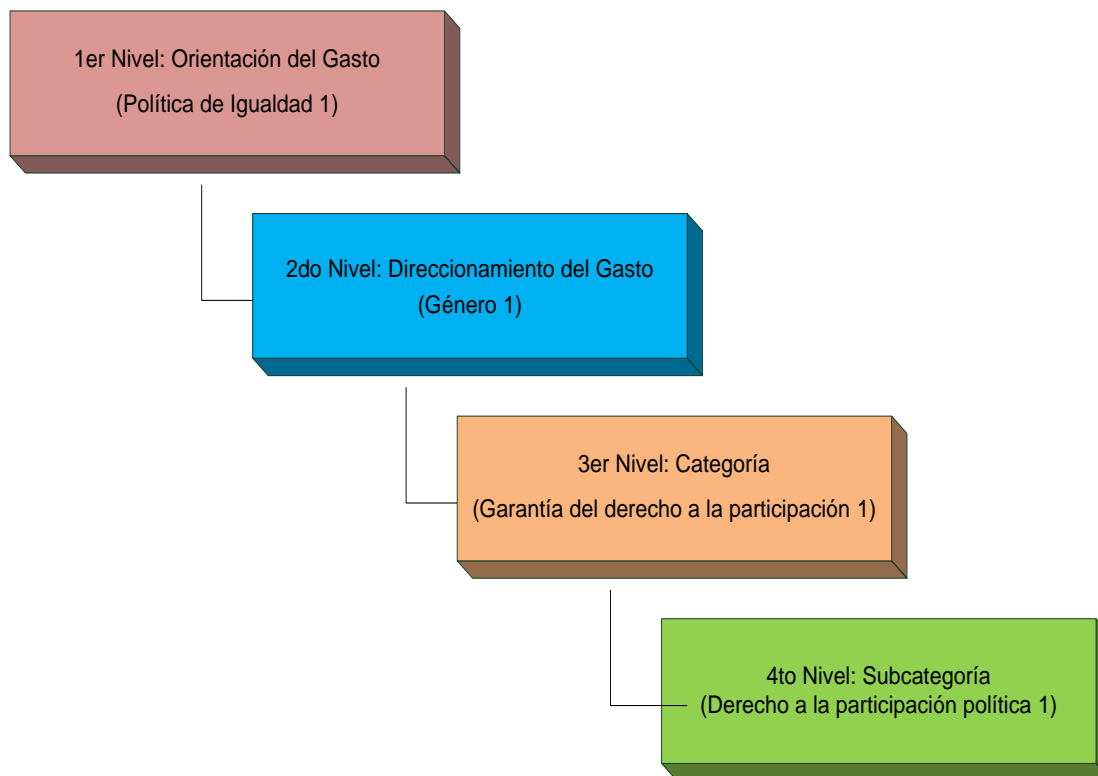 1er Nivel: Orientación del Gasto
(Política de Igualdad 1)
2do Nivel: Direccionamiento del Gasto
(Género 1)
3er Nivel: Categoría
(Garantía del derecho a la participación 1)
4to Nivel: Subcategoría
(Derecho a la participación política 1)